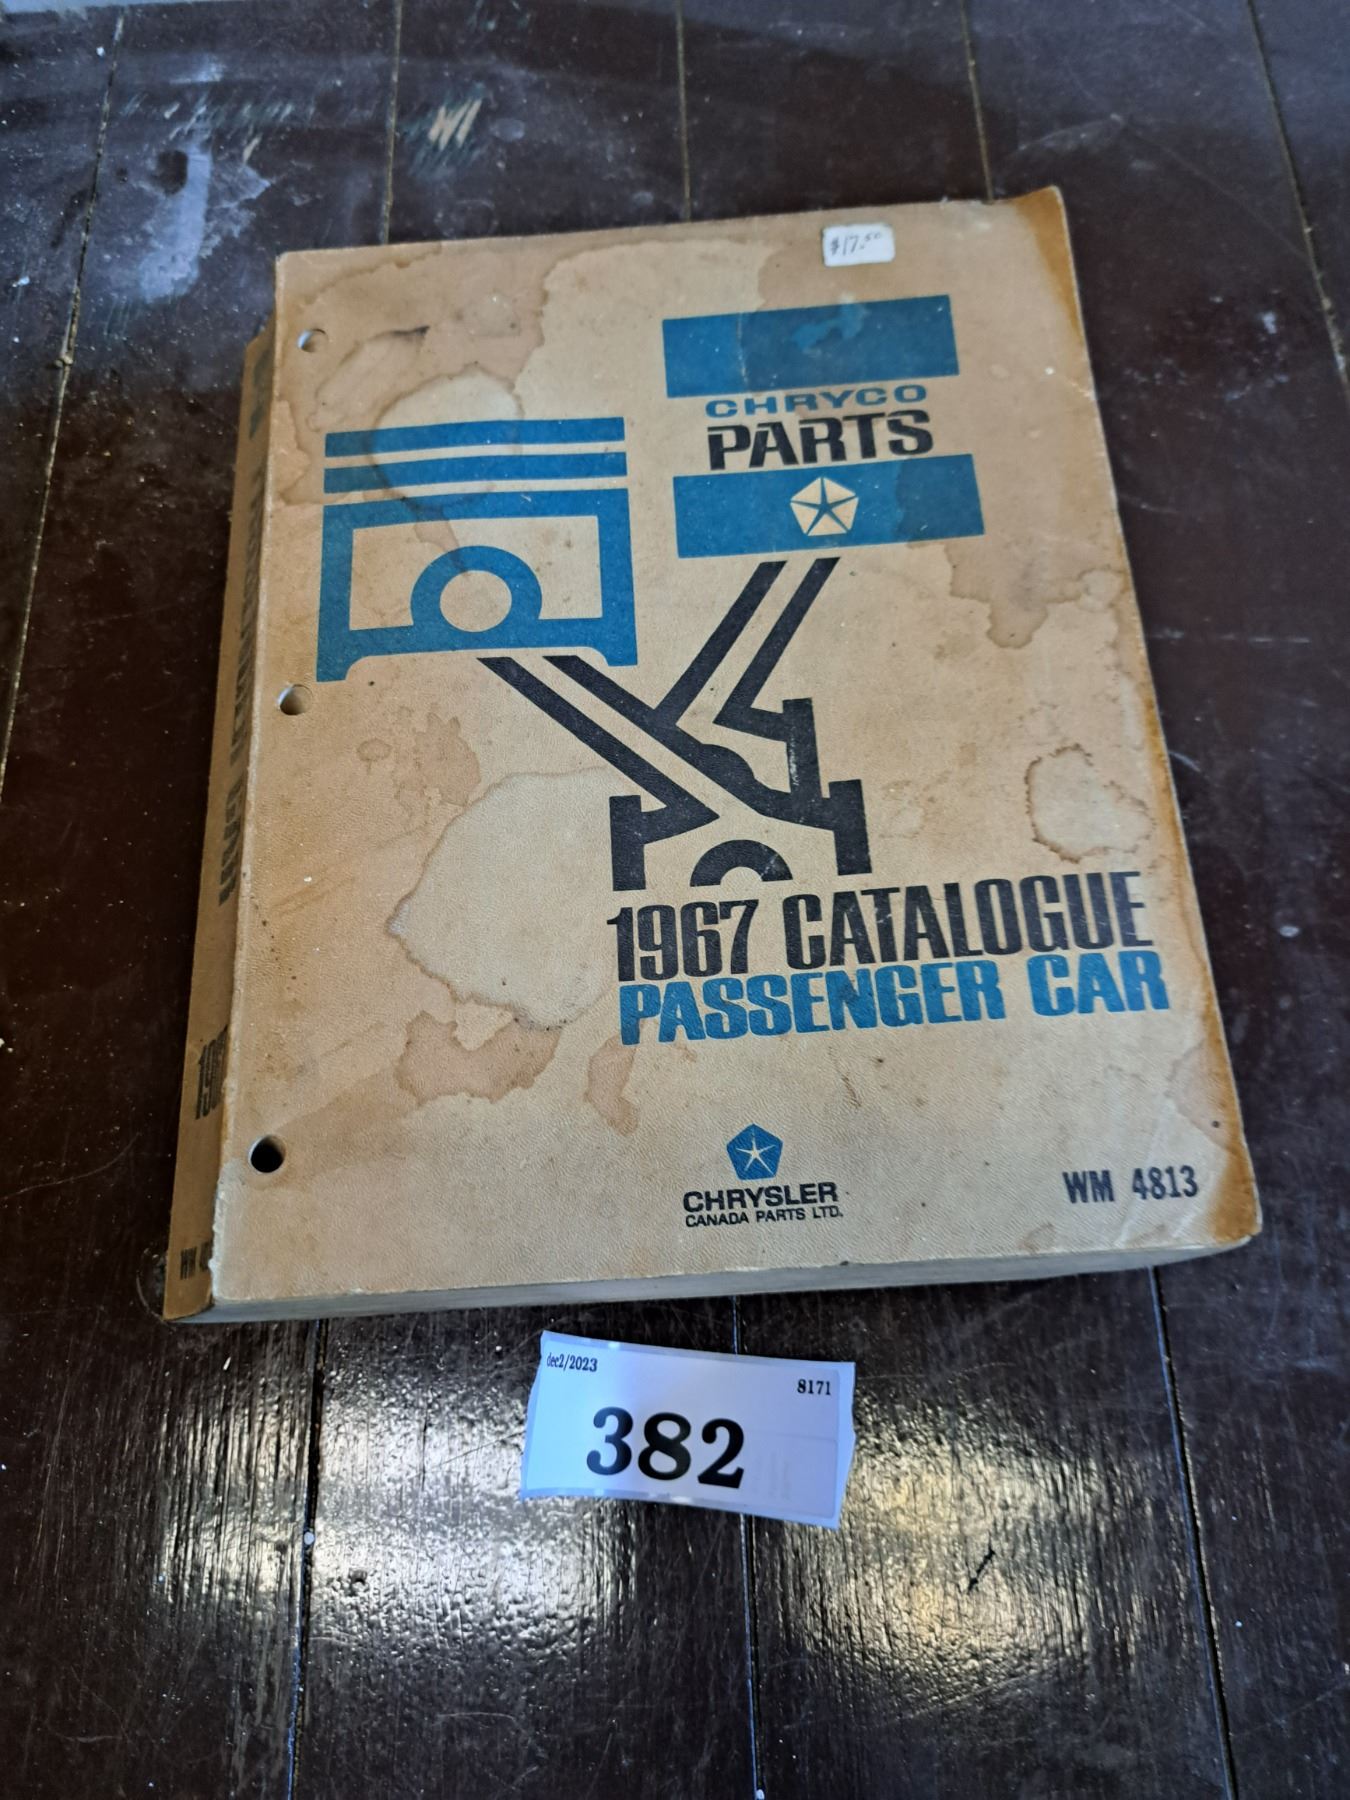 $17.50
CHRYCO
PARTS
1967 CATALOGUE
PASSENGER CAR
CHRYSLER
CANADA PARTS LTD.
WM 4813
dec2/2023
8171
382